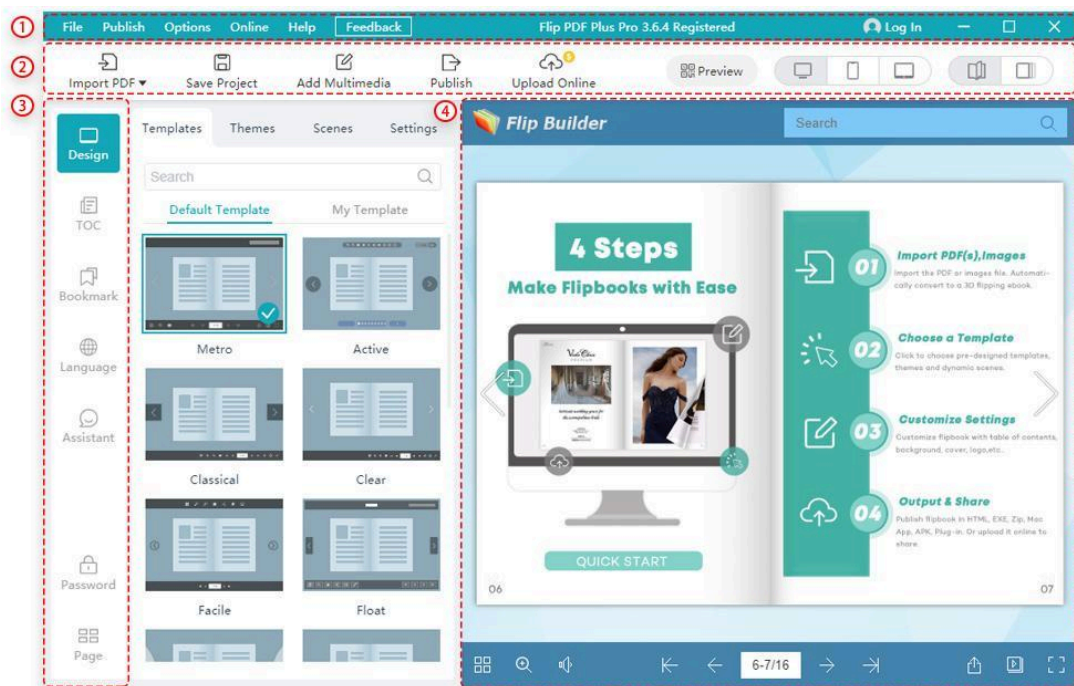 ① File Publish Options Online Help Feedback Flip PDF Plus Pro 3.6.4 Registered Log In
② Import PDF Save Project Add Multimedia Publish Upload Online Preview
③
Design
TOC
Bookmark
Language
Assistant
Password
Page
Templates Themes Scenes Settings
Search
Default Template My Template
Metro Active
Classical Clear
Facile Float
④
Flip Builder Search
4 Steps
Make Flipbooks with Ease
QUICK START
06
01 Import PDF(s),Images
Import the PDF or images file. Automati-
cally convert to a 3D flipping ebook.
02 Choose a Template
Click to choose pre-designed templates,
themes and dynamic scenes.
03 Customize Settings
Customize flipbook with table of contents,
background, cover, logo,etc..
04 Output & Share
Publish flipbook in HTML, EXE, Zip, Mac
App, APK, Plug-in. Or upload it online to
share.
07
6-7/16